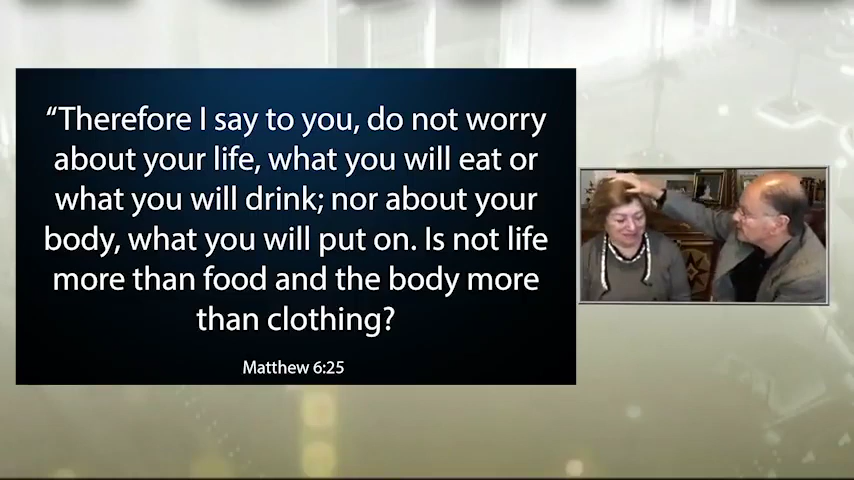 “Therefore I say to you, do not worry
about your life, what you will eat or
what you will drink; nor about your
body, what you will put on. Is not life
more than food and the body more
than clothing?
Matthew 6:25